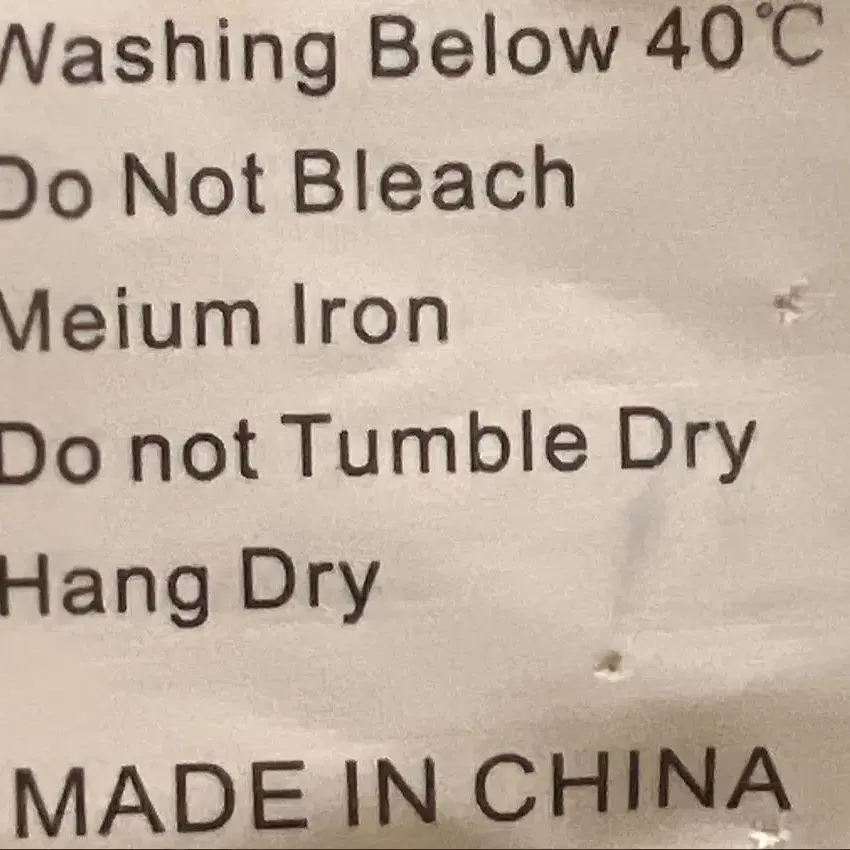 Washing Below 40℃
Do Not Bleach
Meium Iron
Do not Tumble Dry
Hang Dry
MADE IN CHINA